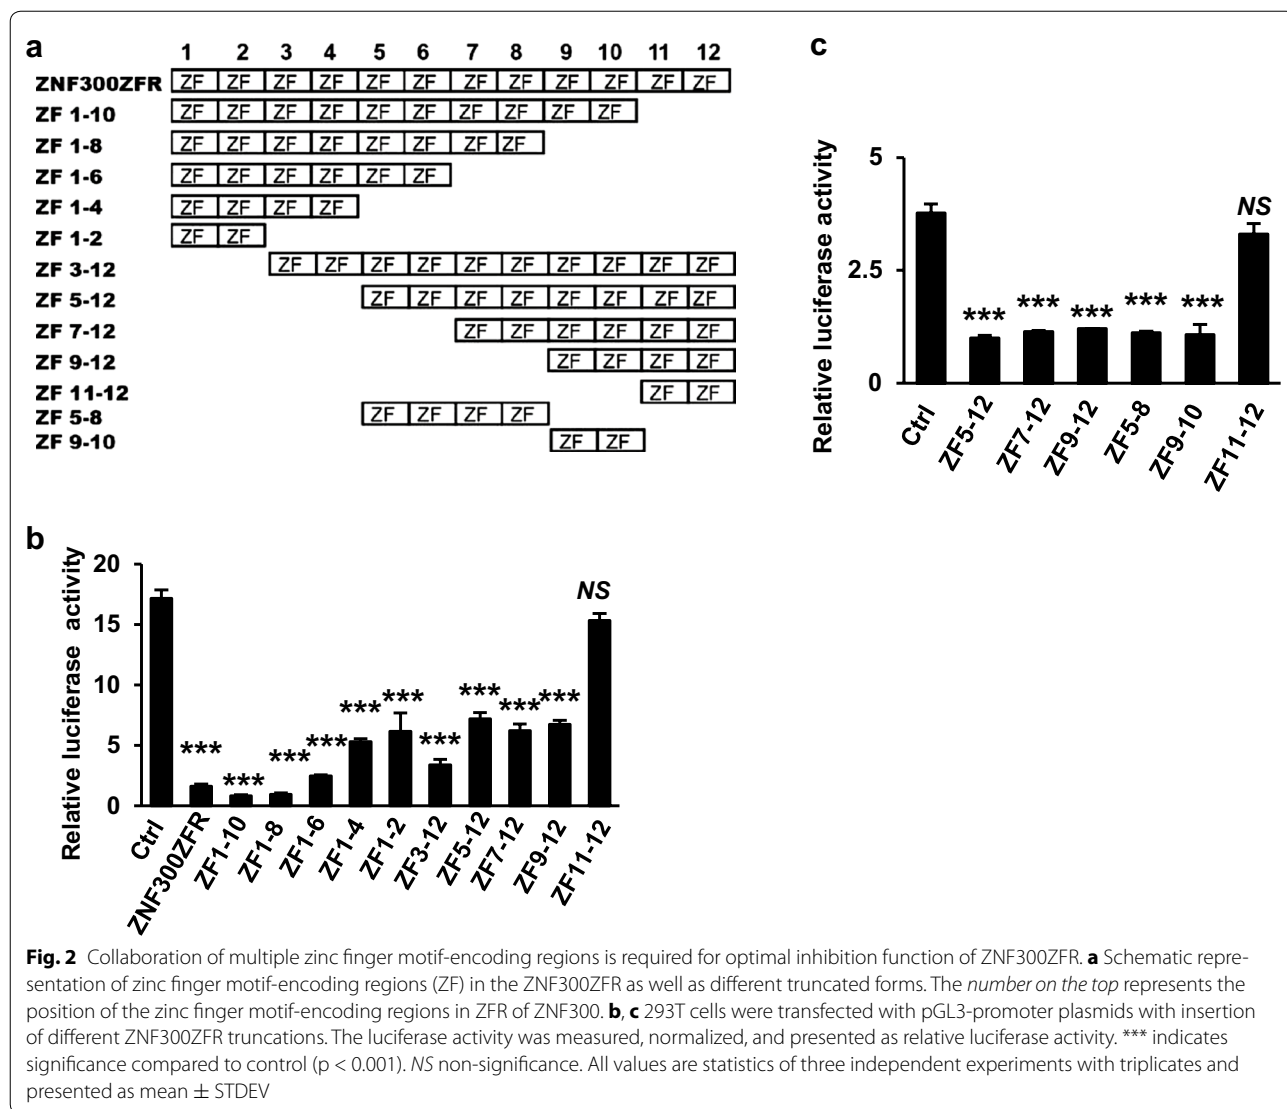 a
1 2 3 4 5 6 7 8 9 10 11 12
ZNF300ZFR ZF ZF ZF ZF ZF ZF ZF ZF ZF ZF ZF ZF
ZF 1-10 ZF ZF ZF ZF ZF ZF ZF ZF ZF ZF
ZF 1-8 ZF ZF ZF ZF ZF ZF ZF ZF
ZF 1-6 ZF ZF ZF ZF ZF ZF
ZF 1-4 ZF ZF ZF ZF
ZF 1-2 ZF ZF
ZF 3-12 ZF ZF ZF ZF ZF ZF ZF ZF ZF ZF
ZF 5-12 ZF ZF ZF ZF ZF ZF ZF ZF
ZF 7-12 ZF ZF ZF ZF ZF ZF
ZF 9-12 ZF ZF ZF ZF
ZF 11-12 ZF ZF
ZF 5-8 ZF ZF ZF ZF
ZF 9-10 ZF ZF
c
Relative luciferase activity
5
2.5
0
*** *** *** *** *** NS
Ctrl ZF5-12 ZF7-12 ZF9-12 ZF5-8 ZF9-10 ZF11-12
b
Relative luciferase activity
20
15
10
5
0
*** *** *** *** *** *** *** *** *** *** NS
Ctrl ZNF300ZFR ZF1-10 ZF1-8 ZF1-6 ZF1-4 ZF1-2 ZF3-12 ZF5-12 ZF7-12 ZF9-12 ZF11-12
Fig. 2 Collaboration of multiple zinc finger motif-encoding regions is required for optimal inhibition function of ZNF300ZFR. a Schematic repre-
sentation of zinc finger motif-encoding regions (ZF) in the ZNF300ZFR as well as different truncated forms. The number on the top represents the
position of the zinc finger motif-encoding regions in ZFR of ZNF300. b, c 293T cells were transfected with pGL3-promoter plasmids with insertion
of different ZNF300ZFR truncations. The luciferase activity was measured, normalized, and presented as relative luciferase activity. *** indicates
significance compared to control (p < 0.001). NS non-significance. All values are statistics of three independent experiments with triplicates and
presented as mean ± STDEV